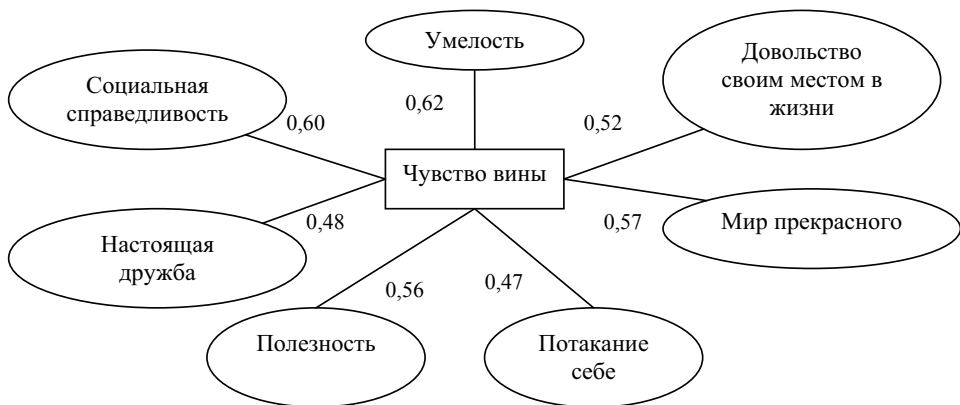 Умелость
Социальная
справедливость
Довольство
своим местом в
жизни
0,62
0,60
0,52
Чувство вины
0,48
0,57
Настоящая
дружба
Мир прекрасного
0,56
0,47
Полезность
Потакание
себе